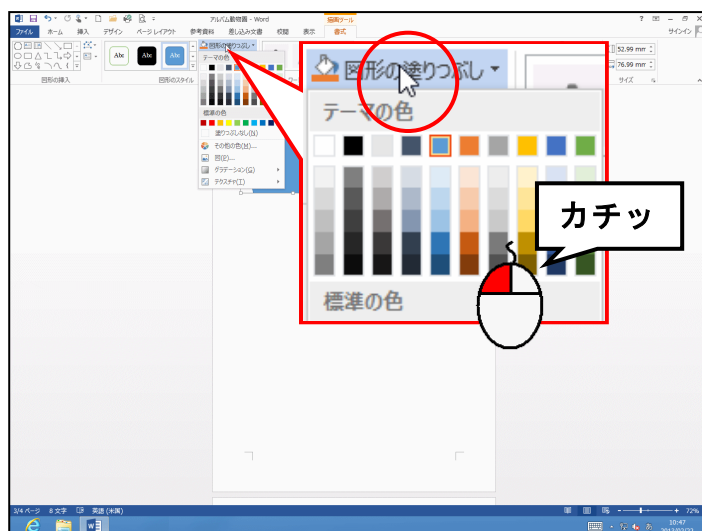 アルバム動物園 - Word
描画ツール
ファイル ホーム 挿入 デザイン ページ レイアウト 参考資料 差し込み文書 校閲 表示 書式 サインイン
図形の塗りつぶし
Abc Abc Abc
52.99 mm
76.99 mm
図形の挿入 図形のスタイル サイズ
テーマの色
標準の色
塗りつぶしなし(N)
その他の色(M)...
図(P)...
グラデーション(G)
テクスチャ(T)
図形の塗りつぶし
テーマの色
標準の色
カチッ
3/4 ページ 8 文字 英語 (米国) 72%
10:47